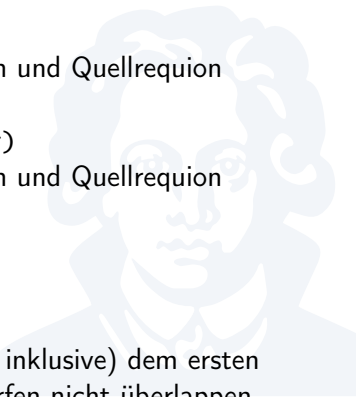 und Quellrequion
)
und Quellrequion
inklusive) dem ersten
rfen nicht überlappen